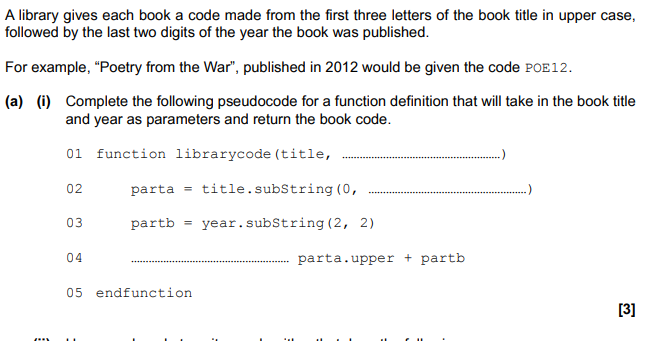 A library gives each book a code made from the first three letters of the book title in upper case,
followed by the last two digits of the year the book was published.
For example, “Poetry from the War”, published in 2012 would be given the code POE12.
(a) (i) Complete the following pseudocode for a function definition that will take in the book title
and year as parameters and return the book code.
01 function librarycode(title, ......................................................)
02 parta = title.subString(0, ......................................................)
03 partb = year.subString(2, 2)
04 ...................................................... parta.upper + partb
05 endfunction
[3]